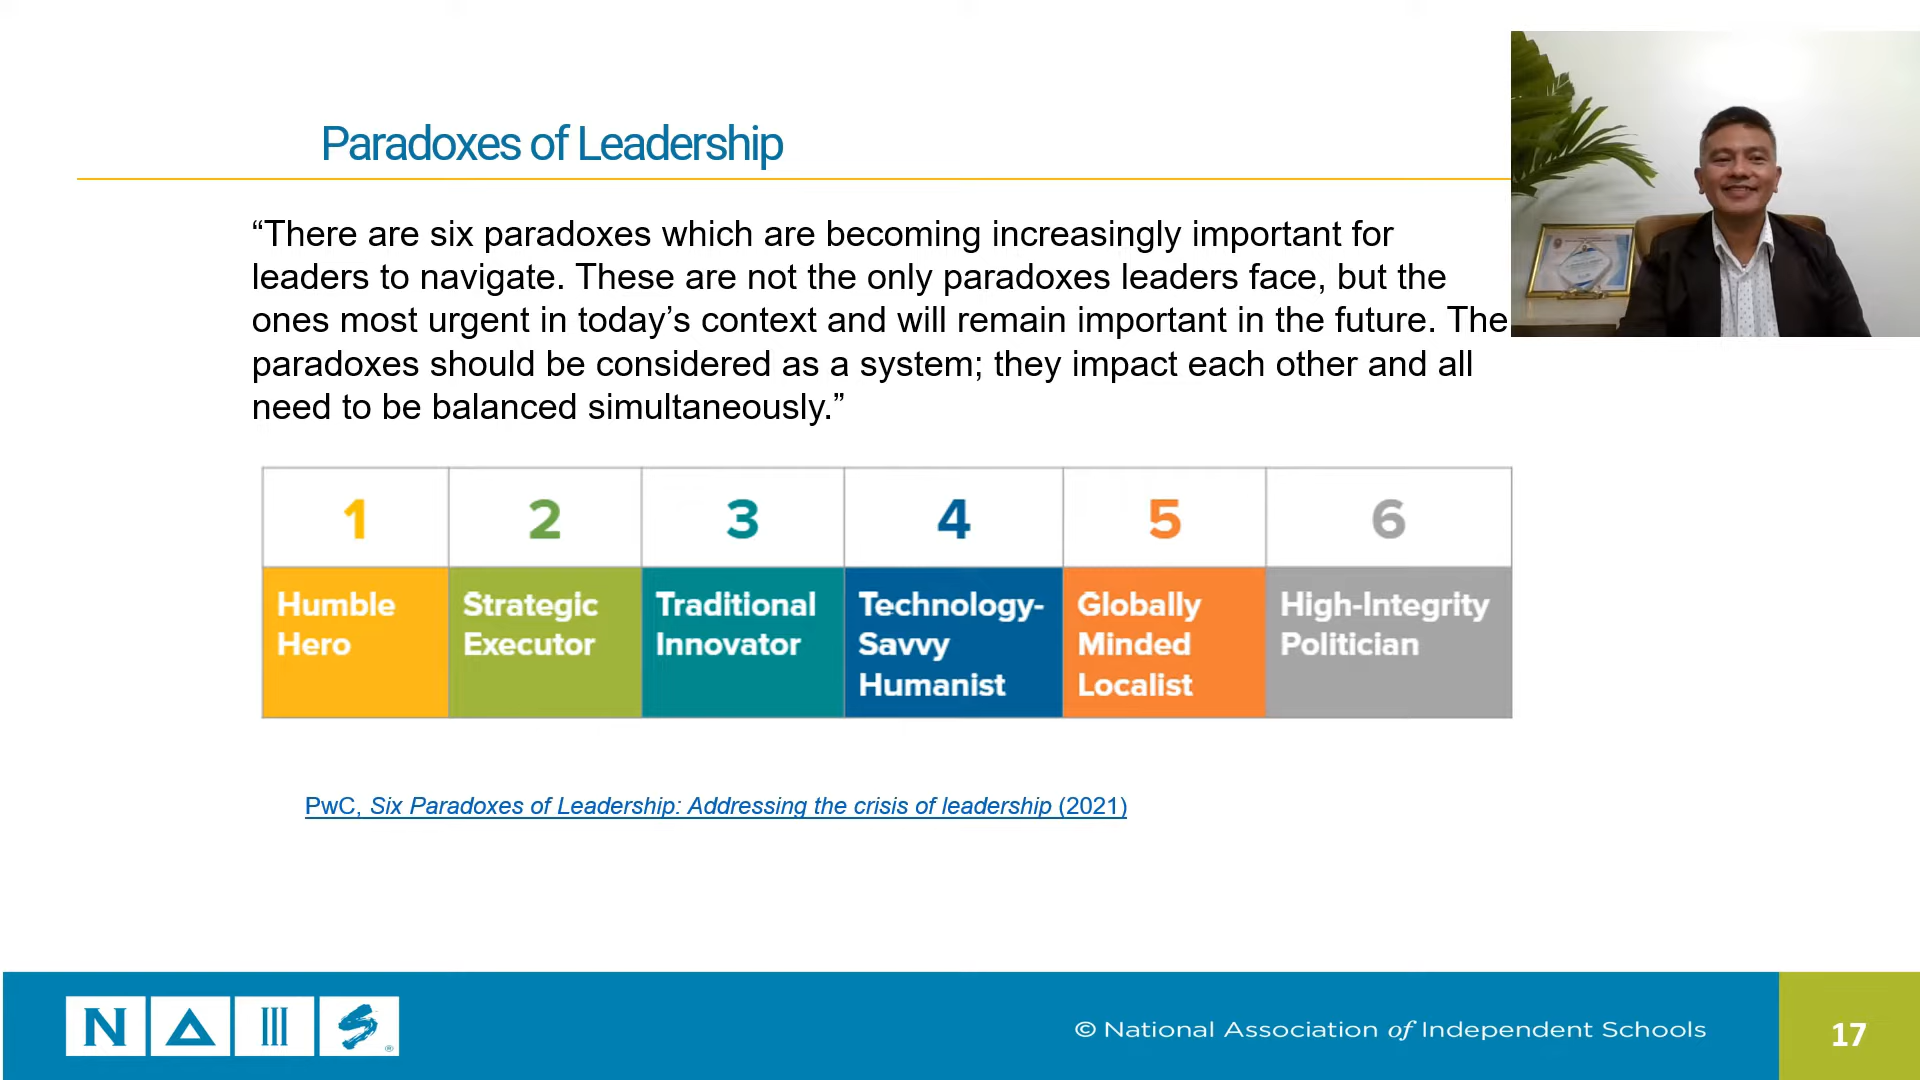 Paradoxes of Leadership
“There are six paradoxes which are becoming increasingly important for
leaders to navigate. These are not the only paradoxes leaders face, but the
ones most urgent in today’s context and will remain important in the future. The
paradoxes should be considered as a system; they impact each other and all
need to be balanced simultaneously.”
1 2 3 4 5 6
Humble
Hero
Strategic
Executor
Traditional
Innovator
Technology-
Savvy
Humanist
Globally
Minded
Localist
High-Integrity
Politician
PwC, Six Paradoxes of Leadership: Addressing the crisis of leadership (2021)
NAIS®
© National Association of Independent Schools
17